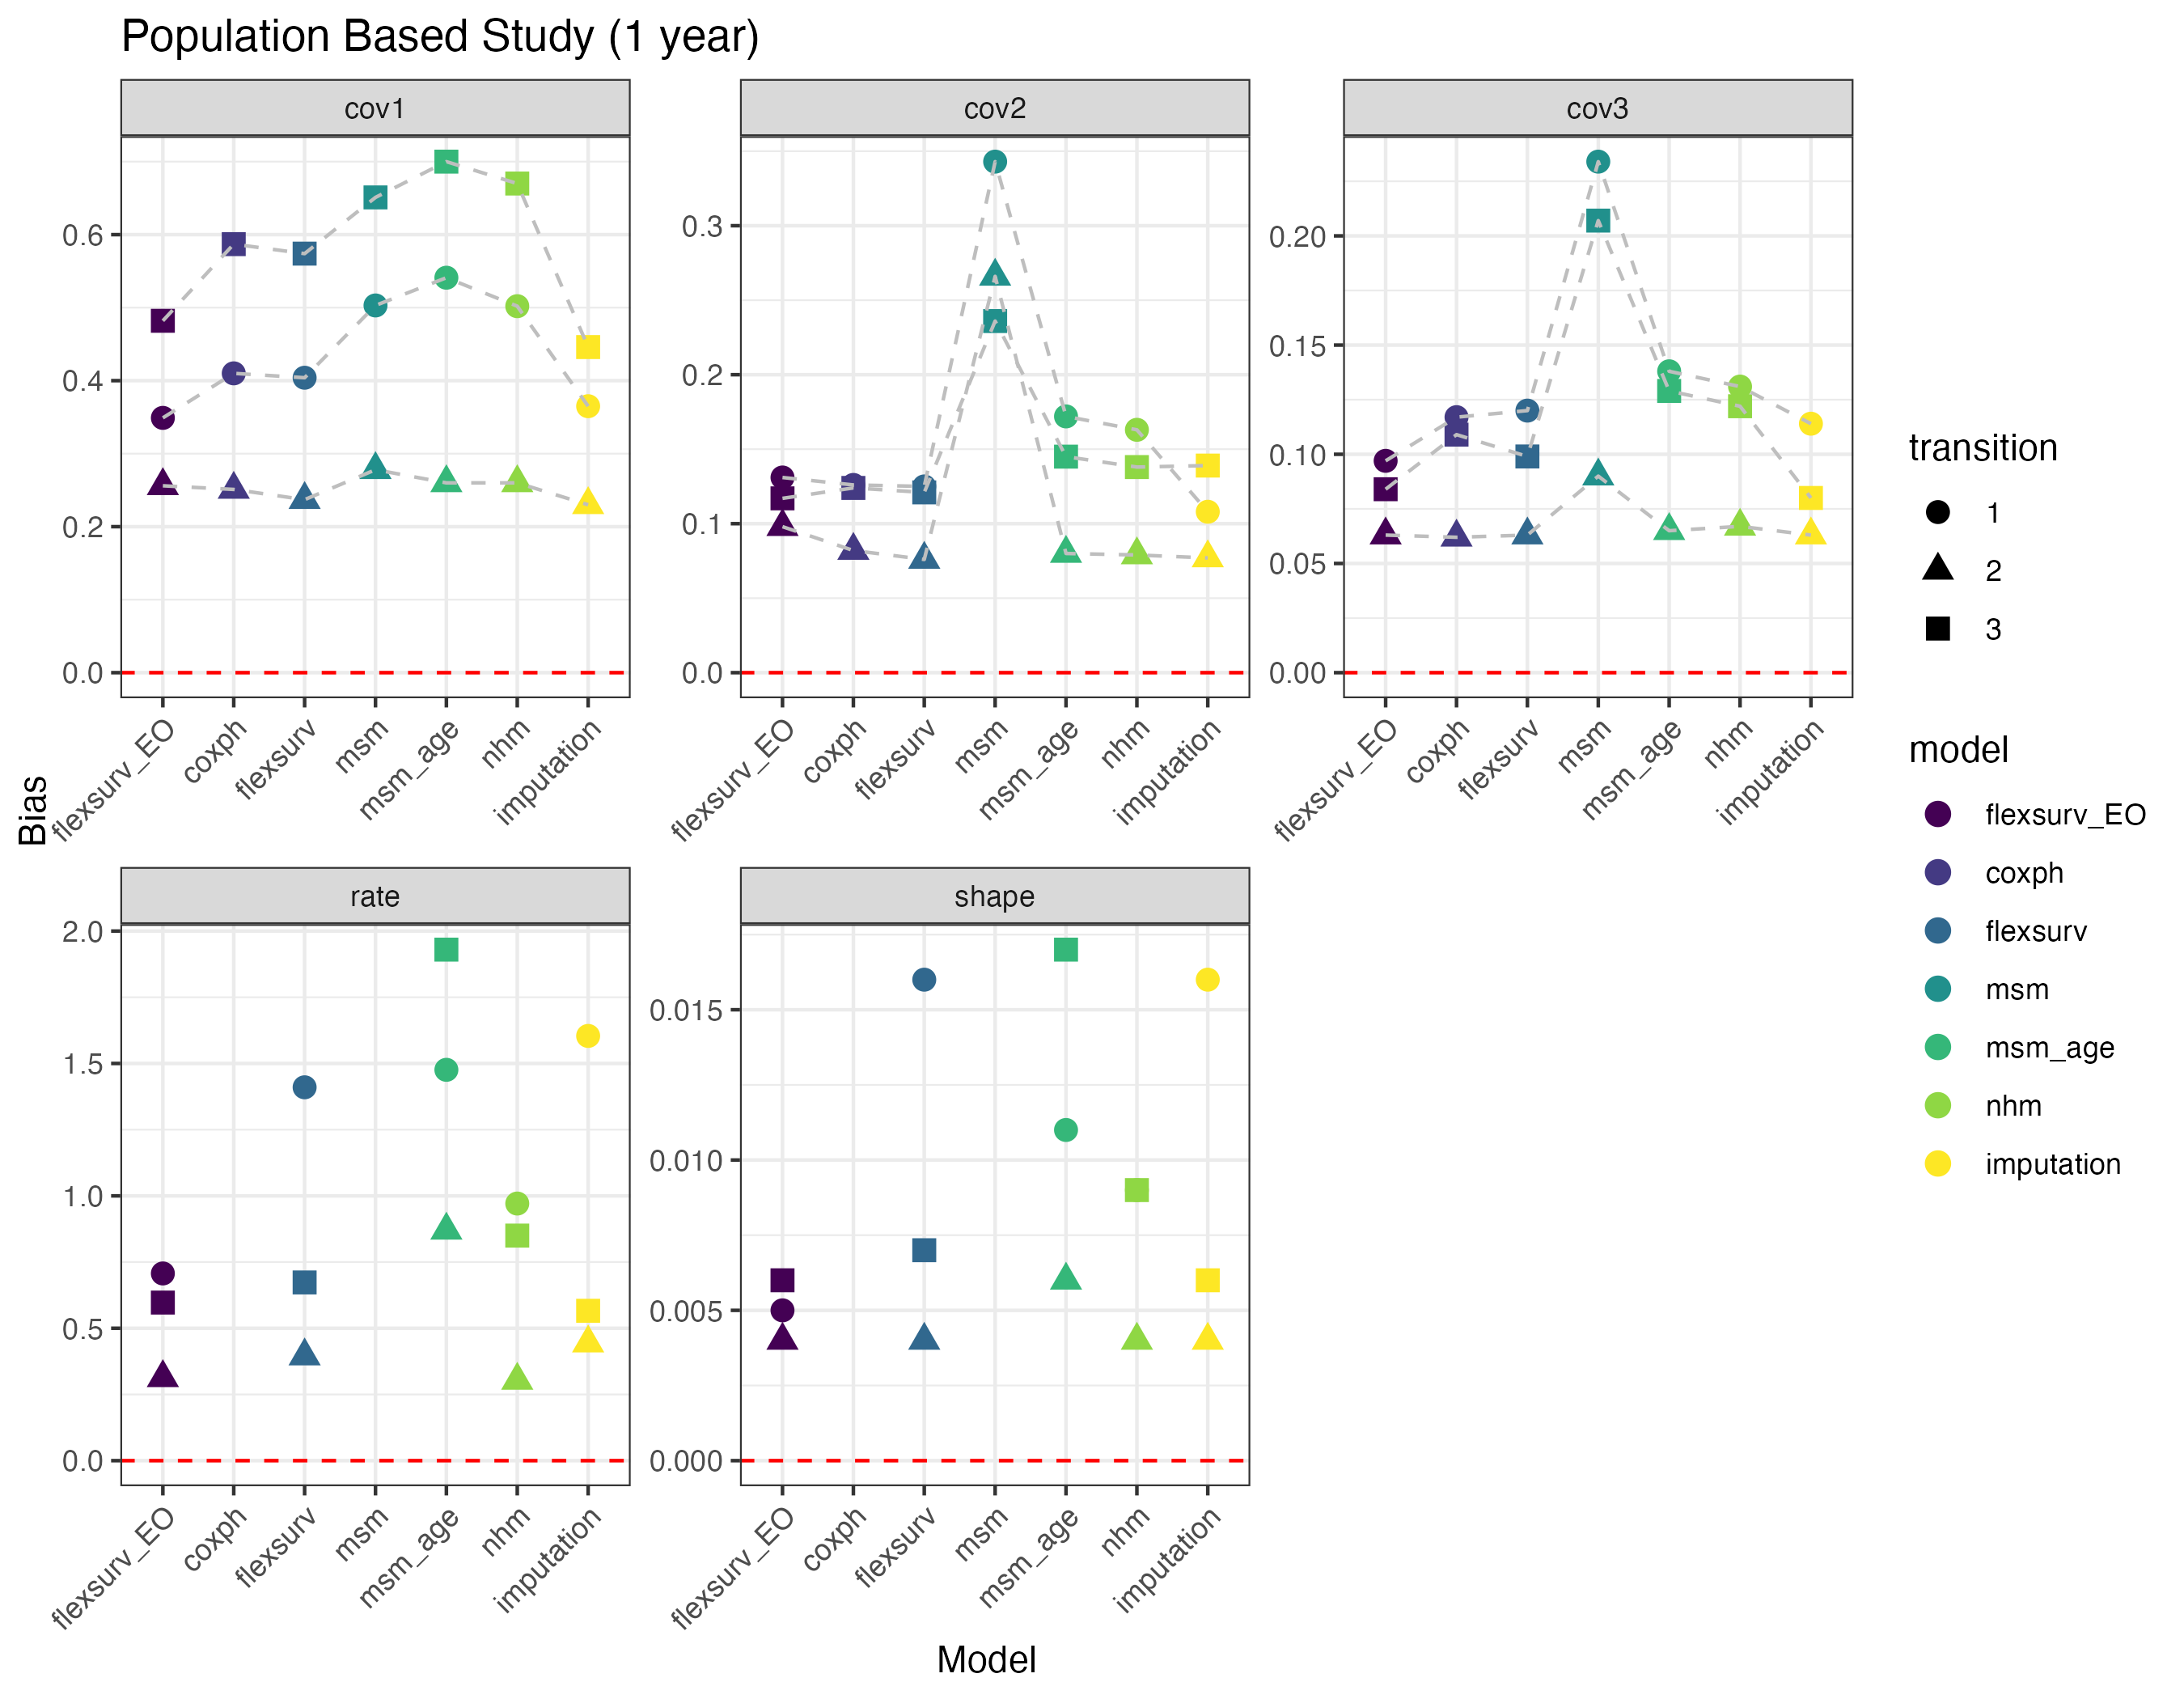 Population Based Study (1 year)
cov1
cov2
cov3
0.6
0.4
0.2
0.0
0.3
0.2
0.1
0.0
0.20
0.15
0.10
0.05
0.00
flexsurv_EO
coxph
flexsurv
msm
msm_age
nhm
imputation
flexsurv_EO
coxph
flexsurv
msm
msm_age
nhm
imputation
flexsurv_EO
coxph
flexsurv
msm
msm_age
nhm
imputation
Bias
rate
shape
2.0
1.5
1.0
0.5
0.0
0.015
0.010
0.005
0.000
flexsurv_EO
coxph
flexsurv
msm
msm_age
nhm
imputation
flexsurv_EO
coxph
flexsurv
msm
msm_age
nhm
imputation
Model
transition
1
2
3
model
flexsurv_EO
coxph
flexsurv
msm
msm_age
nhm
imputation